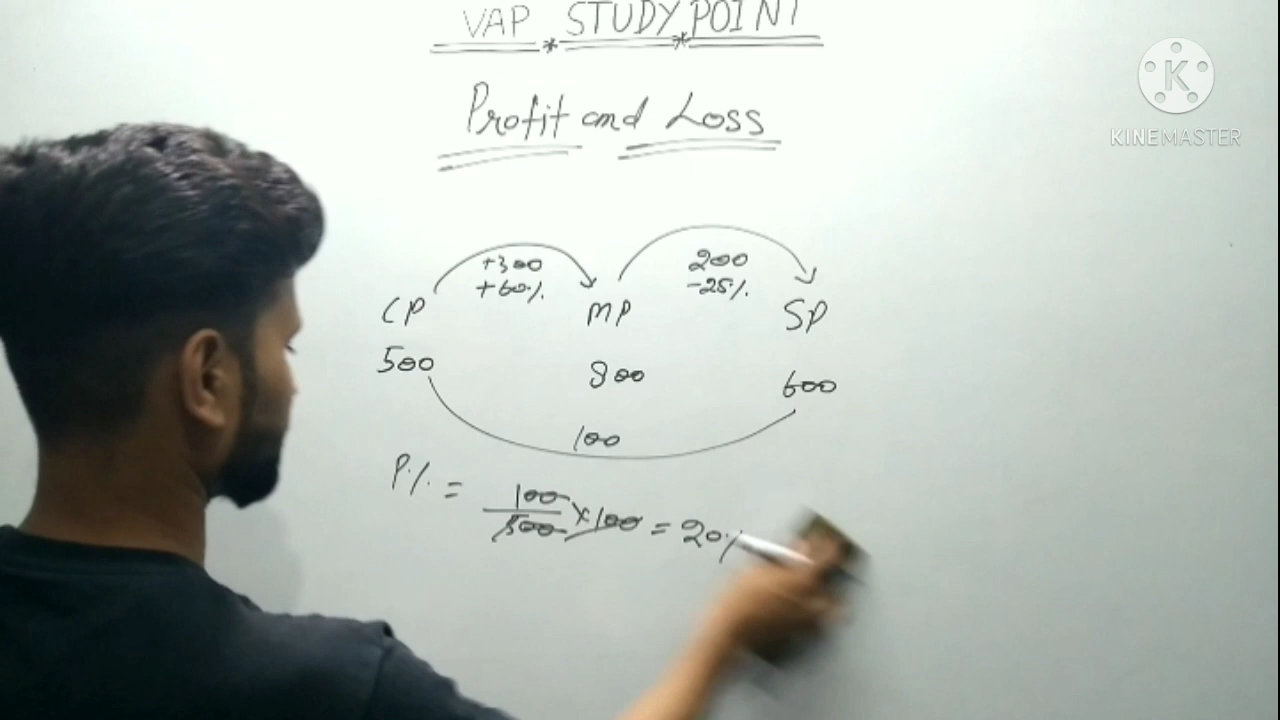 VAP * STUDY * POINT
Profit and Loss
K
KINEMASTER
+300
+60%
200
-25%
CP MP SP
500 800 600
100
P% = 100/500 × 100 = 20%